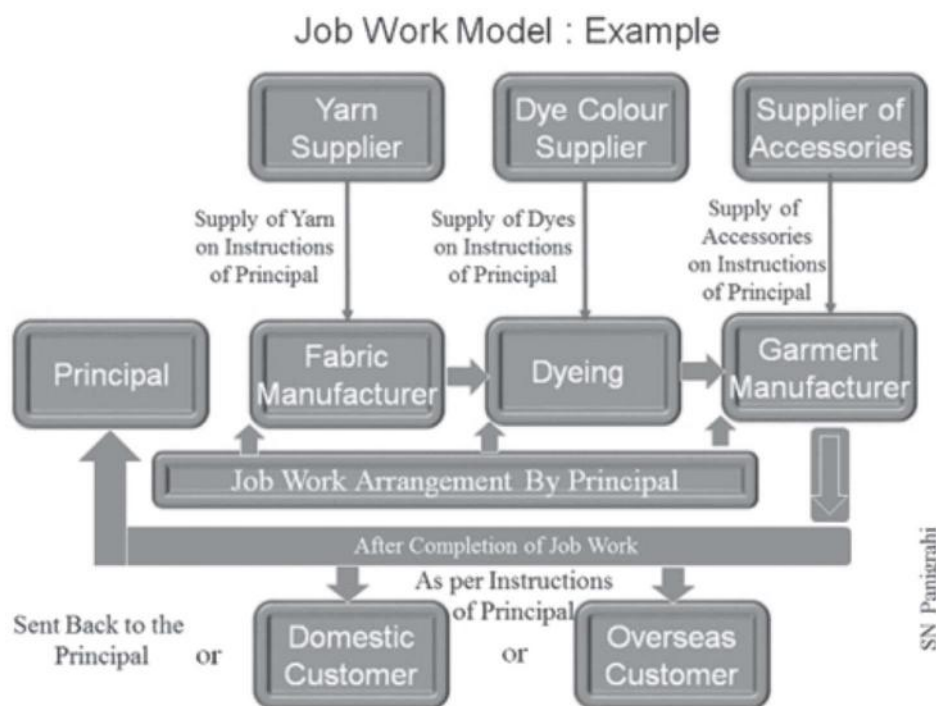 Job Work Model : Example
Yarn
Supplier
Dye Colour
Supplier
Supplier of
Accessories
Supply of Yarn
on Instructions
of Principal
Supply of Dyes
on Instructions
of Principal
Supply of
Accessories
on Instructions
of Principal
Principal
Fabric
Manufacturer
Dyeing
Garment
Manufacturer
Job Work Arrangement By Principal
After Completion of Job Work
As per Instructions
of Principal
Sent Back to the
Principal
or
Domestic
Customer
or
Overseas
Customer
SN Panigrahi